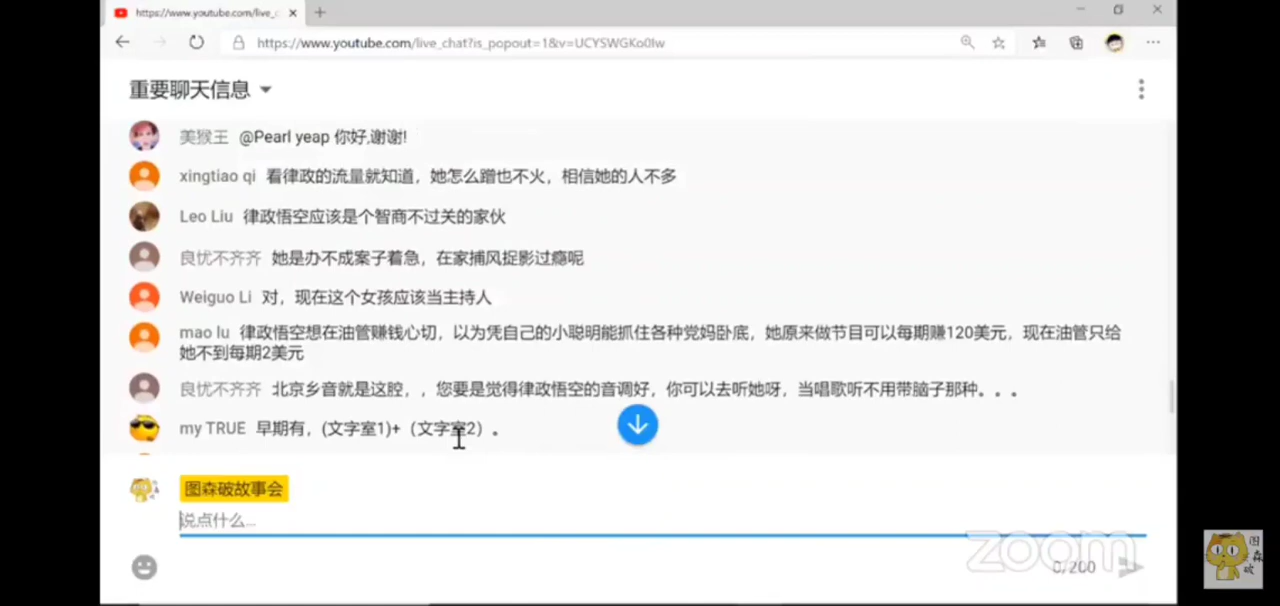 https://www.youtube.com/live_
https://www.youtube.com/live_chat?is_popout=1&v=UCYSWGKo0Iw
重要聊天信息
美猴王 @Pearl yeap 你好,谢谢!
xingtiao qi 看律政的流量就知道，她怎么蹭也不火，相信她的人不多
Leo Liu 律政悟空应该是个智商不过关的家伙
良忧不齐齐 她是办不成案子着急，在家捕风捉影过瘾呢
Weiguo Li 对，现在这个女孩应该当主持人
mao lu 律政悟空想在油管赚钱心切，以为凭自己的小聪明能抓住各种党妈卧底，她原来做节目可以每期赚120美元，现在油管只给
她不到每期2美元
良忧不齐齐 北京乡音就是这腔，，您要是觉得律政悟空的音调好，你可以去听她呀，当唱歌听不用带脑子那种。。。
my TRUE 早期有，(文字室1)+（文字室2）。
图森破故事会
说点什么...
zoom
0/200
图森破